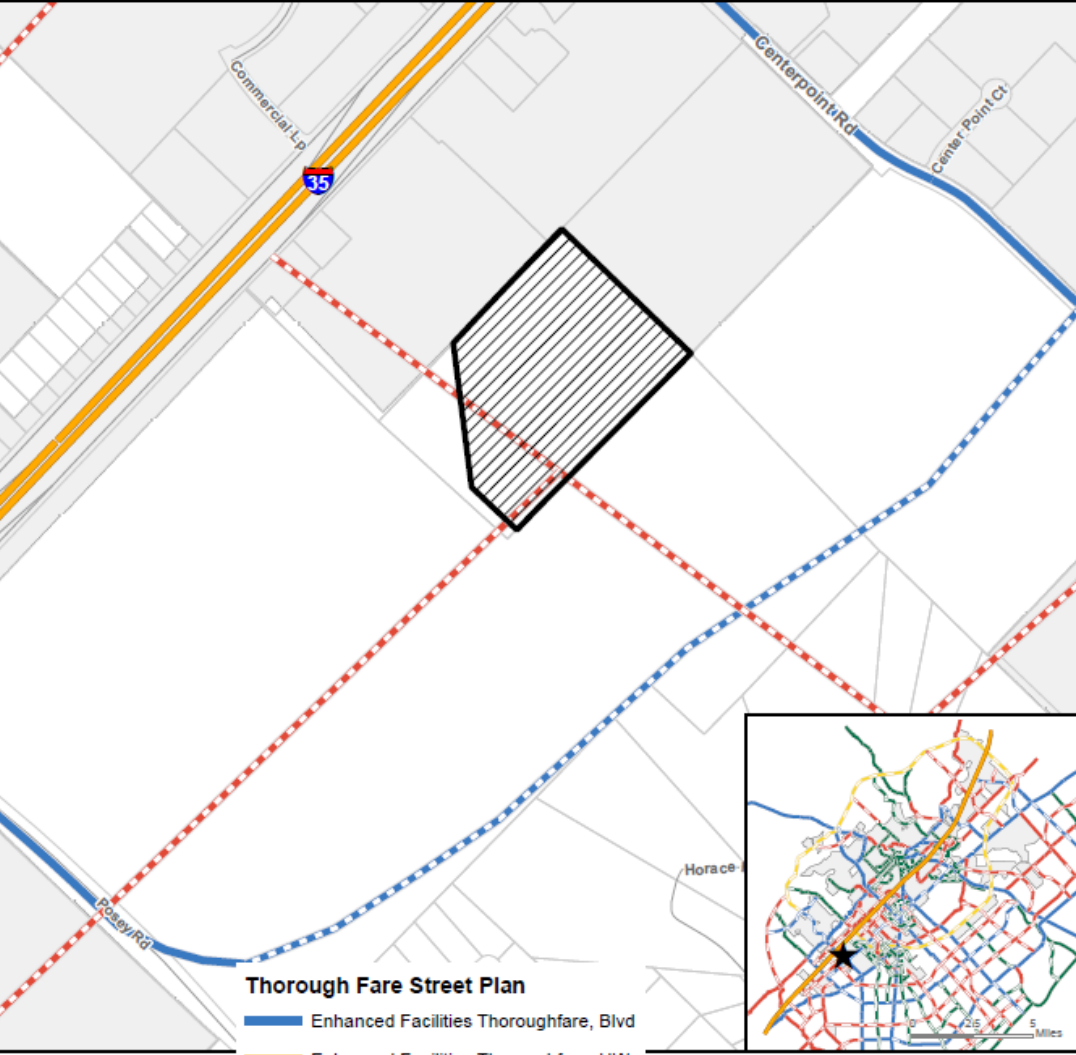 Commercial Lp
Centerpoint Rd
Center Point Ct
35
Horace
Posey Rd
Thorough Fare Street Plan
Enhanced Facilities Thoroughfare, Blvd
0 2.5 5
Miles